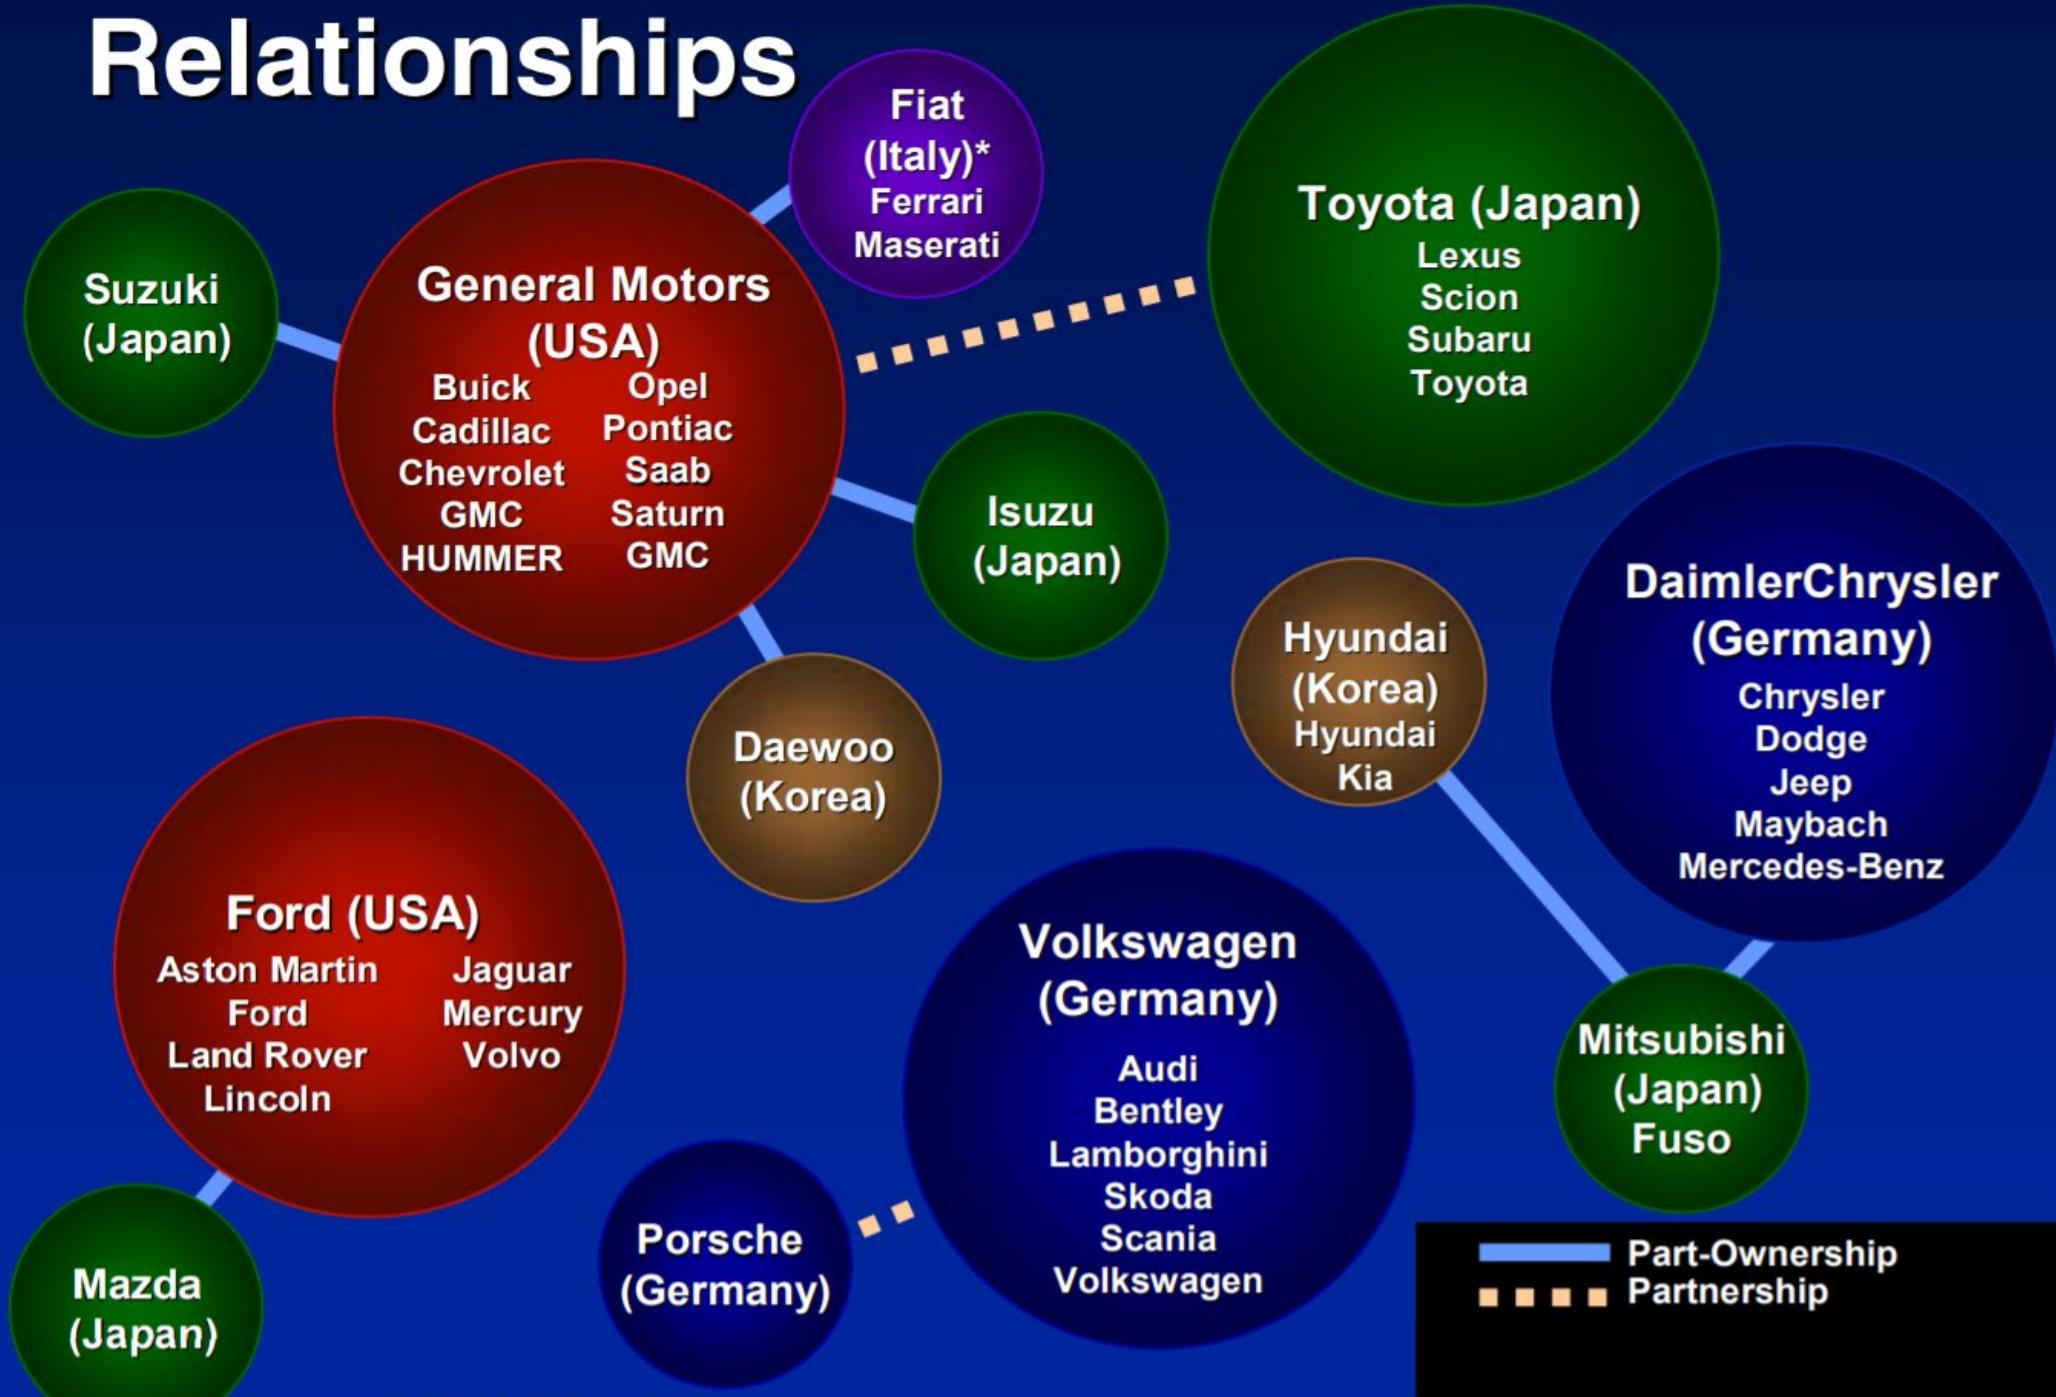 Relationships
Fiat
(Italy)*
Ferrari
Maserati
Toyota (Japan)
Lexus
Scion
Subaru
Toyota
Suzuki
(Japan)
General Motors
(USA)
Buick
Cadillac
Chevrolet
GMC
HUMMER
Opel
Pontiac
Saab
Saturn
GMC
Isuzu
(Japan)
DaimlerChrysler
(Germany)
Chrysler
Dodge
Jeep
Maybach
Mercedes-Benz
Hyundai
(Korea)
Hyundai
Kia
Daewoo
(Korea)
Ford (USA)
Aston Martin
Ford
Land Rover
Lincoln
Jaguar
Mercury
Volvo
Volkswagen
(Germany)
Audi
Bentley
Lamborghini
Skoda
Scania
Volkswagen
Mitsubishi
(Japan)
Fuso
Porsche
(Germany)
Mazda
(Japan)
Part-Ownership
Partnership